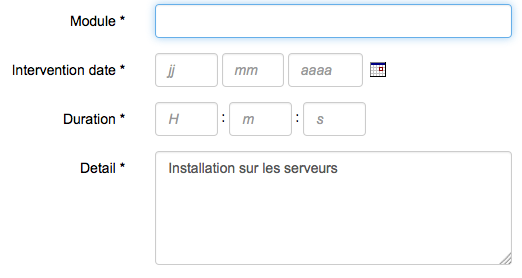 Module *
Intervention date * jj mm aaaa
Duration * H : m : s
Detail * Installation sur les serveurs